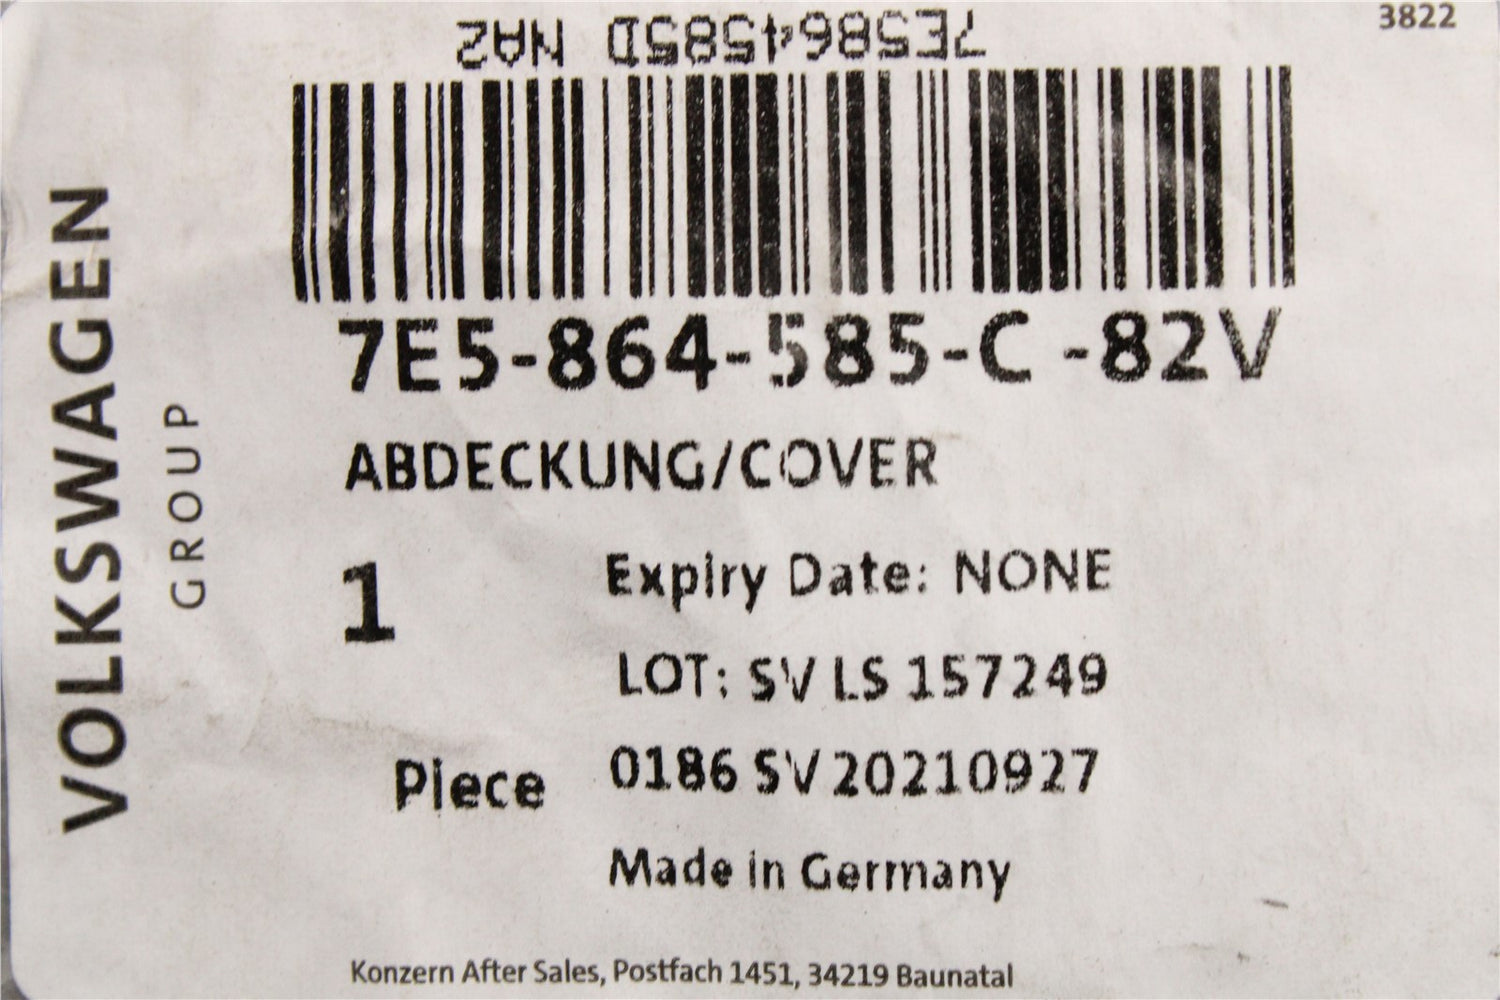 3822
7E5864585D NA2
7E5-864-585-C -82V
ABDECKUNG/COVER
1
Expiry Date: NONE
LOT: SV LS 157249
Piece
0186 SV 20210927
Made in Germany
Konzern After Sales, Postfach 1451, 34219 Baunatal
VOLKSWAGEN
GROUP